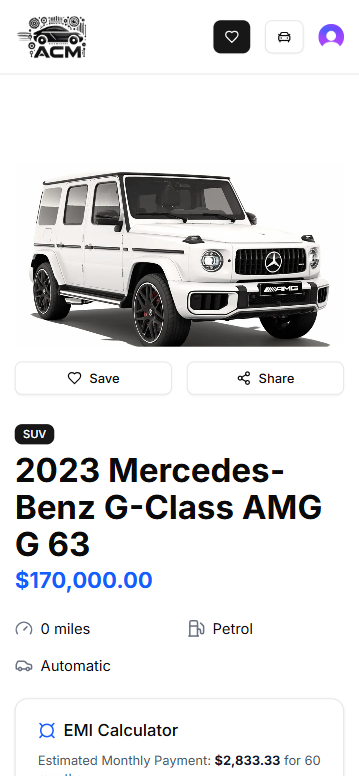 ACM
AMG
Save
Share
SUV
2023 Mercedes-
Benz G-Class AMG
G 63
$170,000.00
0 miles
Petrol
Automatic
EMI Calculator
Estimated Monthly Payment: $2,833.33 for 60